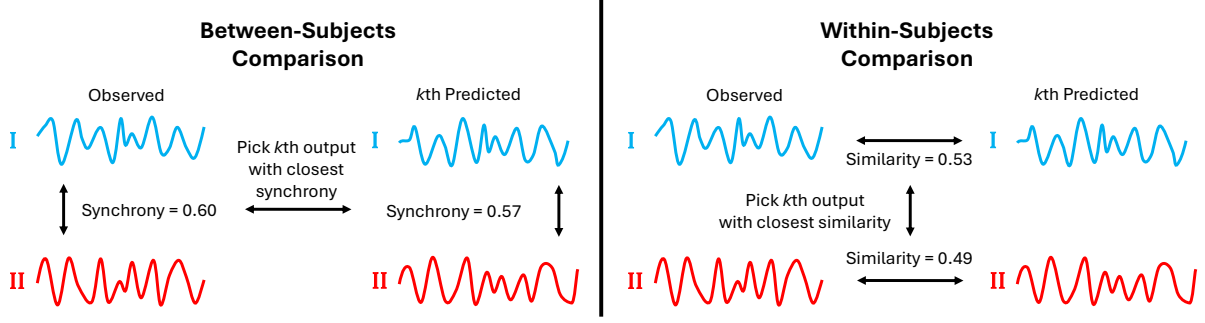 Between-Subjects
Comparison
Observed
kth Predicted
I
I
Pick kth output
with closest
synchrony
Synchrony = 0.60
Synchrony = 0.57
II
II
Within-Subjects
Comparison
Observed
kth Predicted
I
I
Similarity = 0.53
Pick kth output
with closest similarity
Similarity = 0.49
II
II